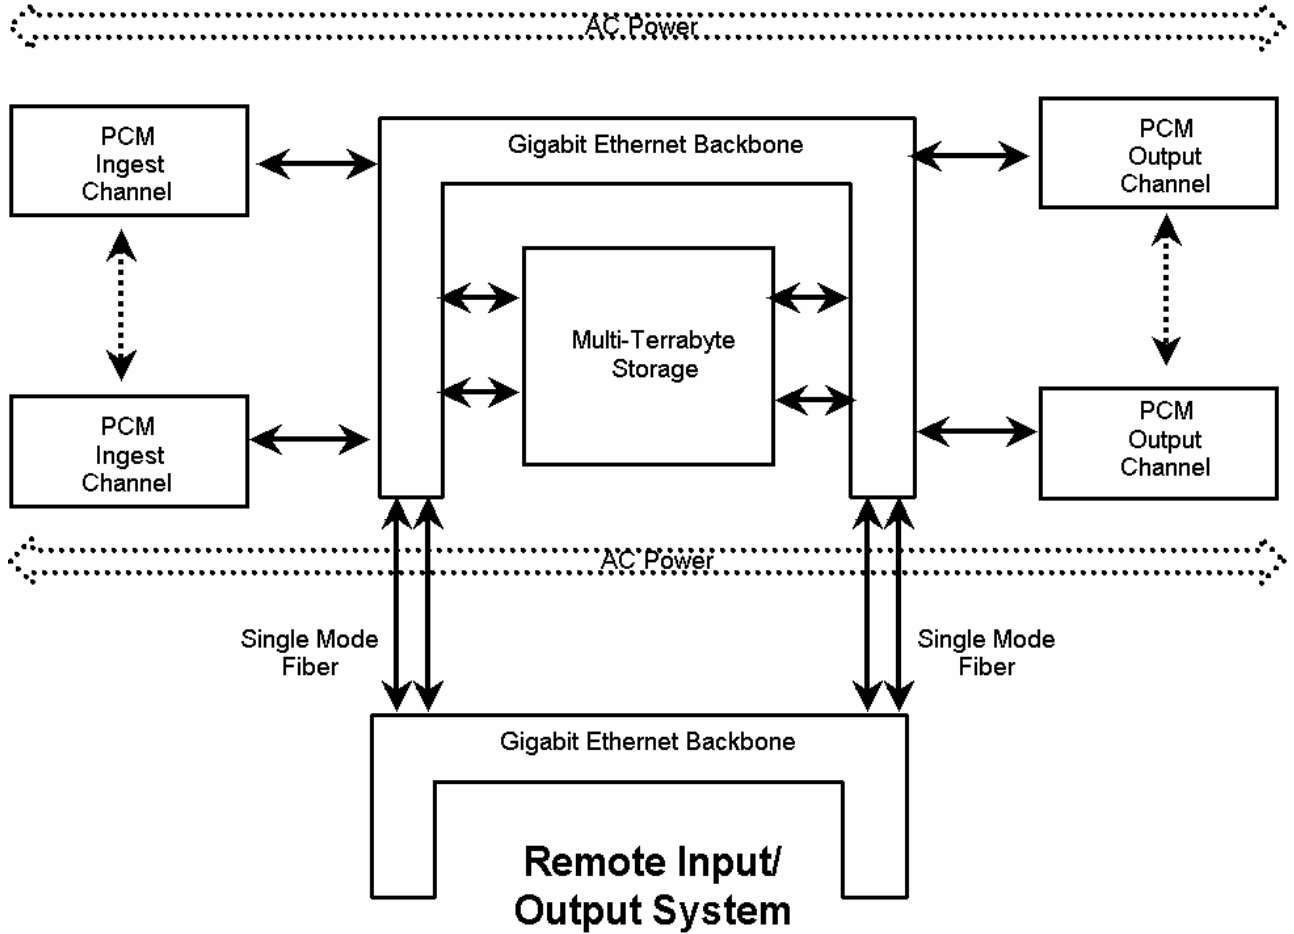 AC Power
PCM
Ingest
Channel
Gigabit Ethernet Backbone
PCM
Output
Channel
Multi-Terrabyte
Storage
PCM
Ingest
Channel
PCM
Output
Channel
AC Power
Single Mode
Fiber
Single Mode
Fiber
Gigabit Ethernet Backbone
Remote Input/
Output System